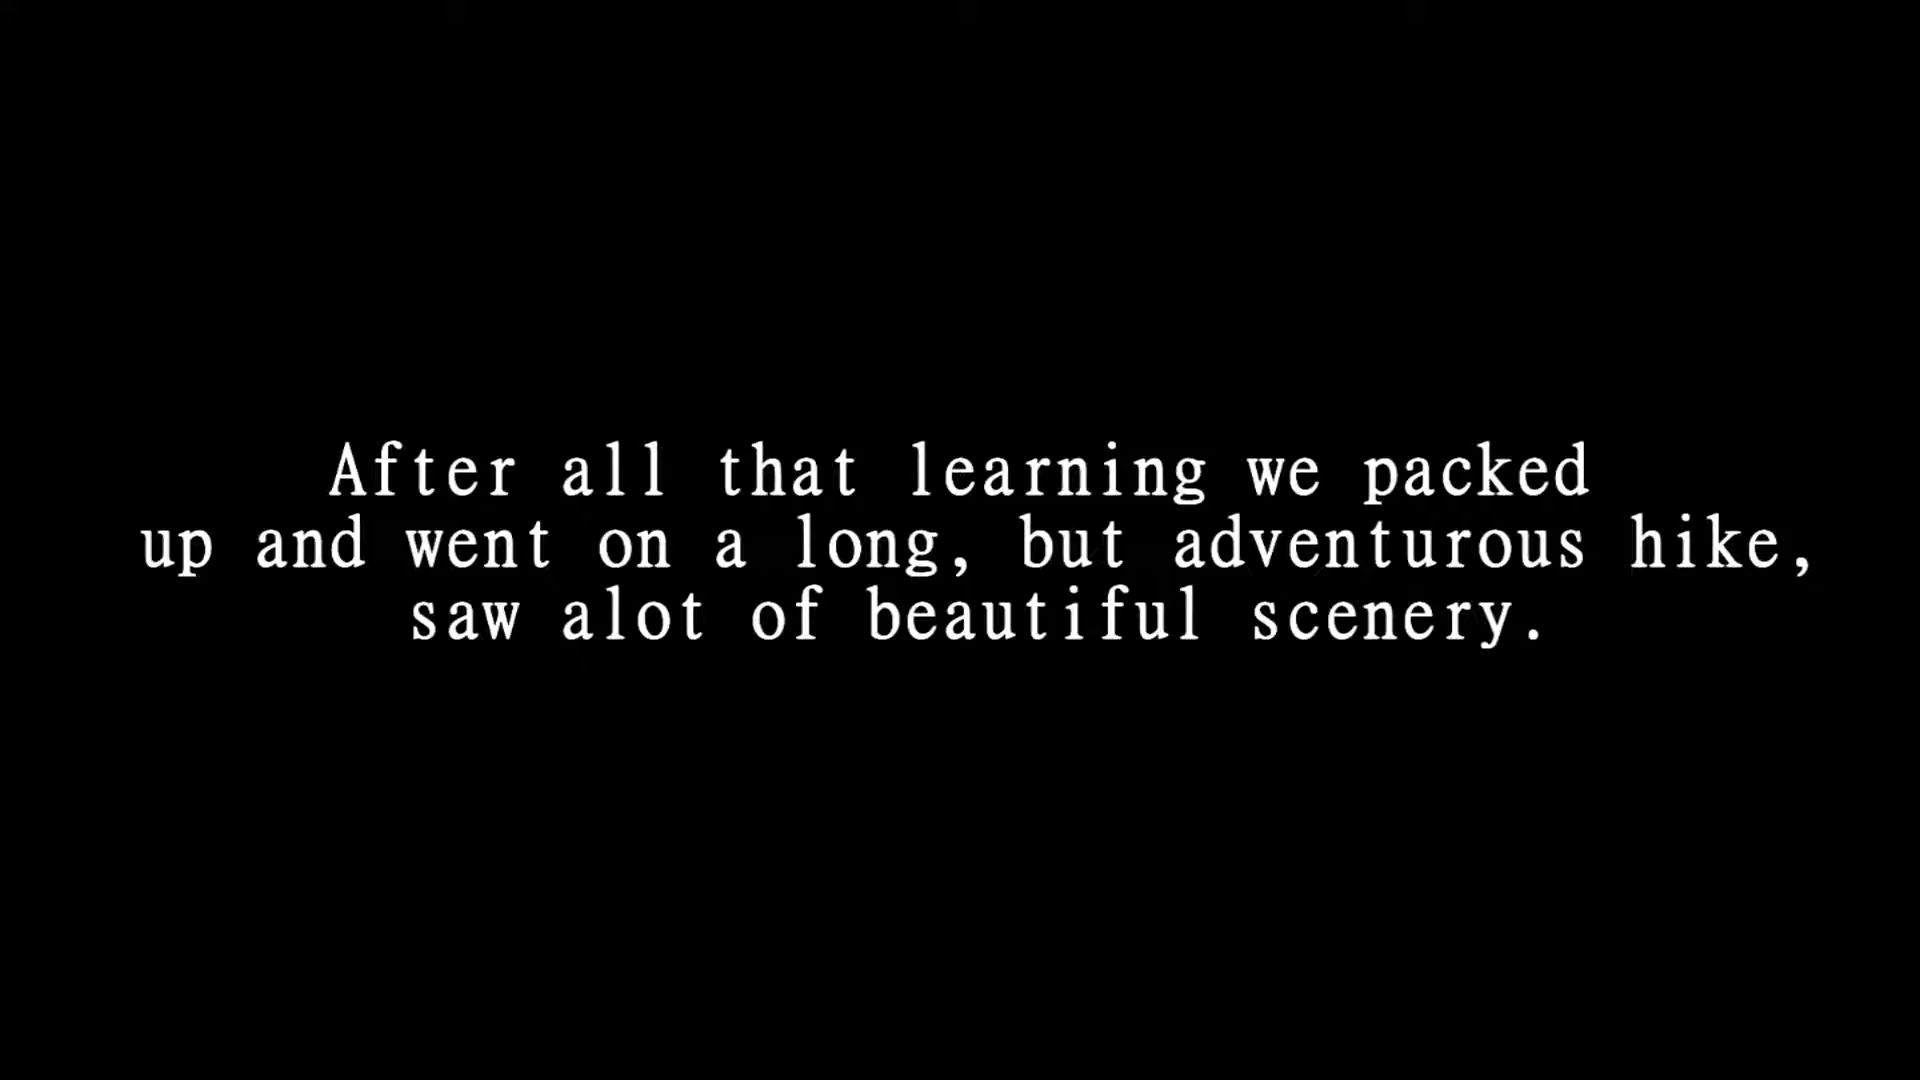 After all that learning we packed
up and went on a long, but adventurous hike,
saw alot of beautiful scenery.